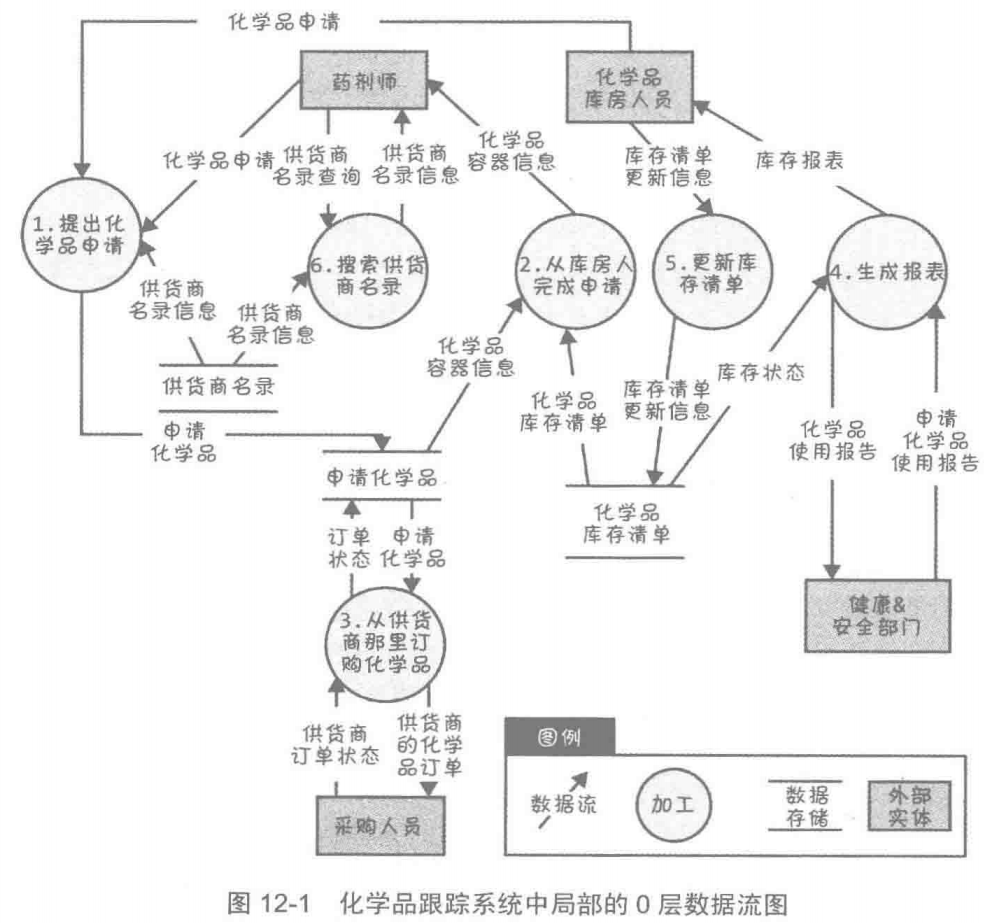 化学品申请
药剂师
化学品
库房人员
化学品申请
供货商
名录查询
供货商
名录信息
化学品
容器信息
库存请单
更新信息
库存报表
1.提出化
学品申请
6.搜索供货
商名录
2.从库房人
完成申请
5.更新库
存请单
4.生成报表
供货商
名录信息
供货商
名录信息
化学品
容器信息
供货商名录
申请
化学品
化学品
库存请单
库存请单
更新信息
库存状态
化学品
使用报告
申请
化学品
使用报告
申请化学品
化学品
库存请单
订单
状态
申请
化学品
3.从供货
商那里订
购化学品
健康&
安全部门
供货商
订单状态
供货商
的化学
品订单
采购人员
图例
数据流
加工
数据
存储
外部
实体
图 12-1 化学品跟踪系统中局部的 0 层数据流图